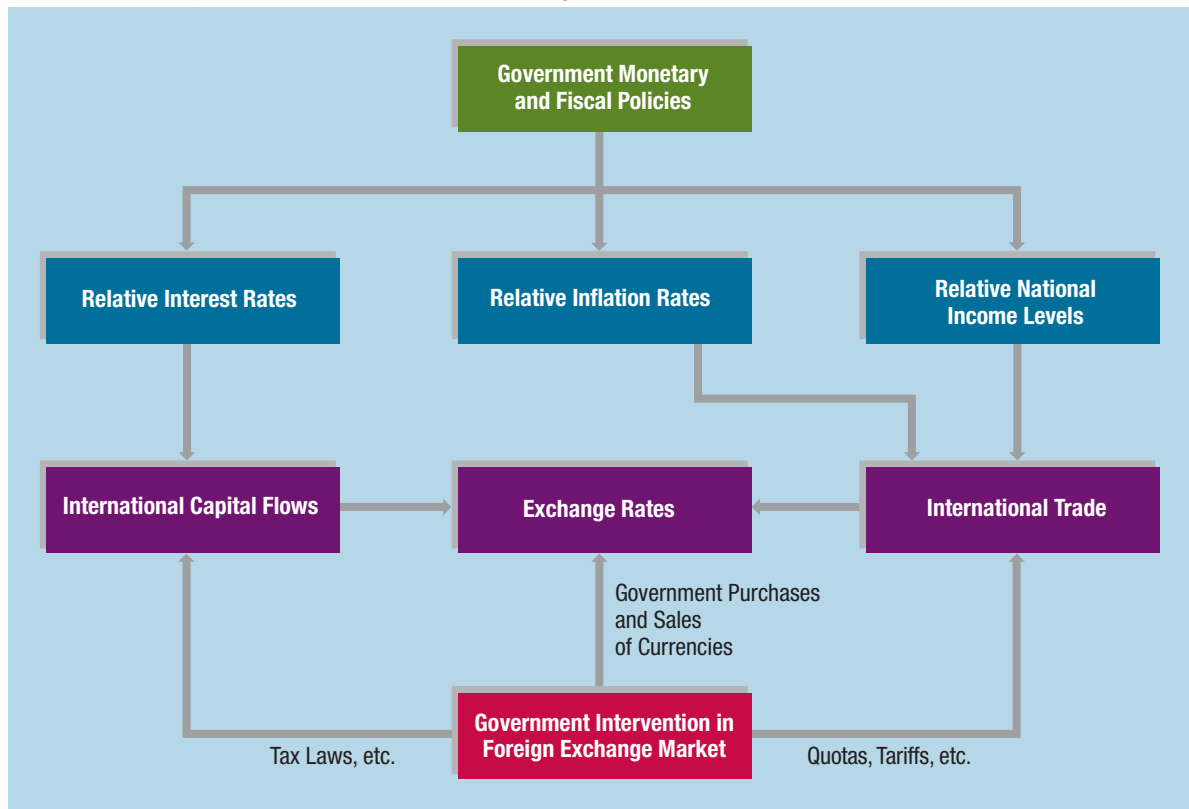 Government Monetary
and Fiscal Policies
Relative Interest Rates
Relative Inflation Rates
Relative National
Income Levels
International Capital Flows
Exchange Rates
International Trade
Government Purchases
and Sales
of Currencies
Government Intervention in
Foreign Exchange Market
Tax Laws, etc.
Quotas, Tariffs, etc.